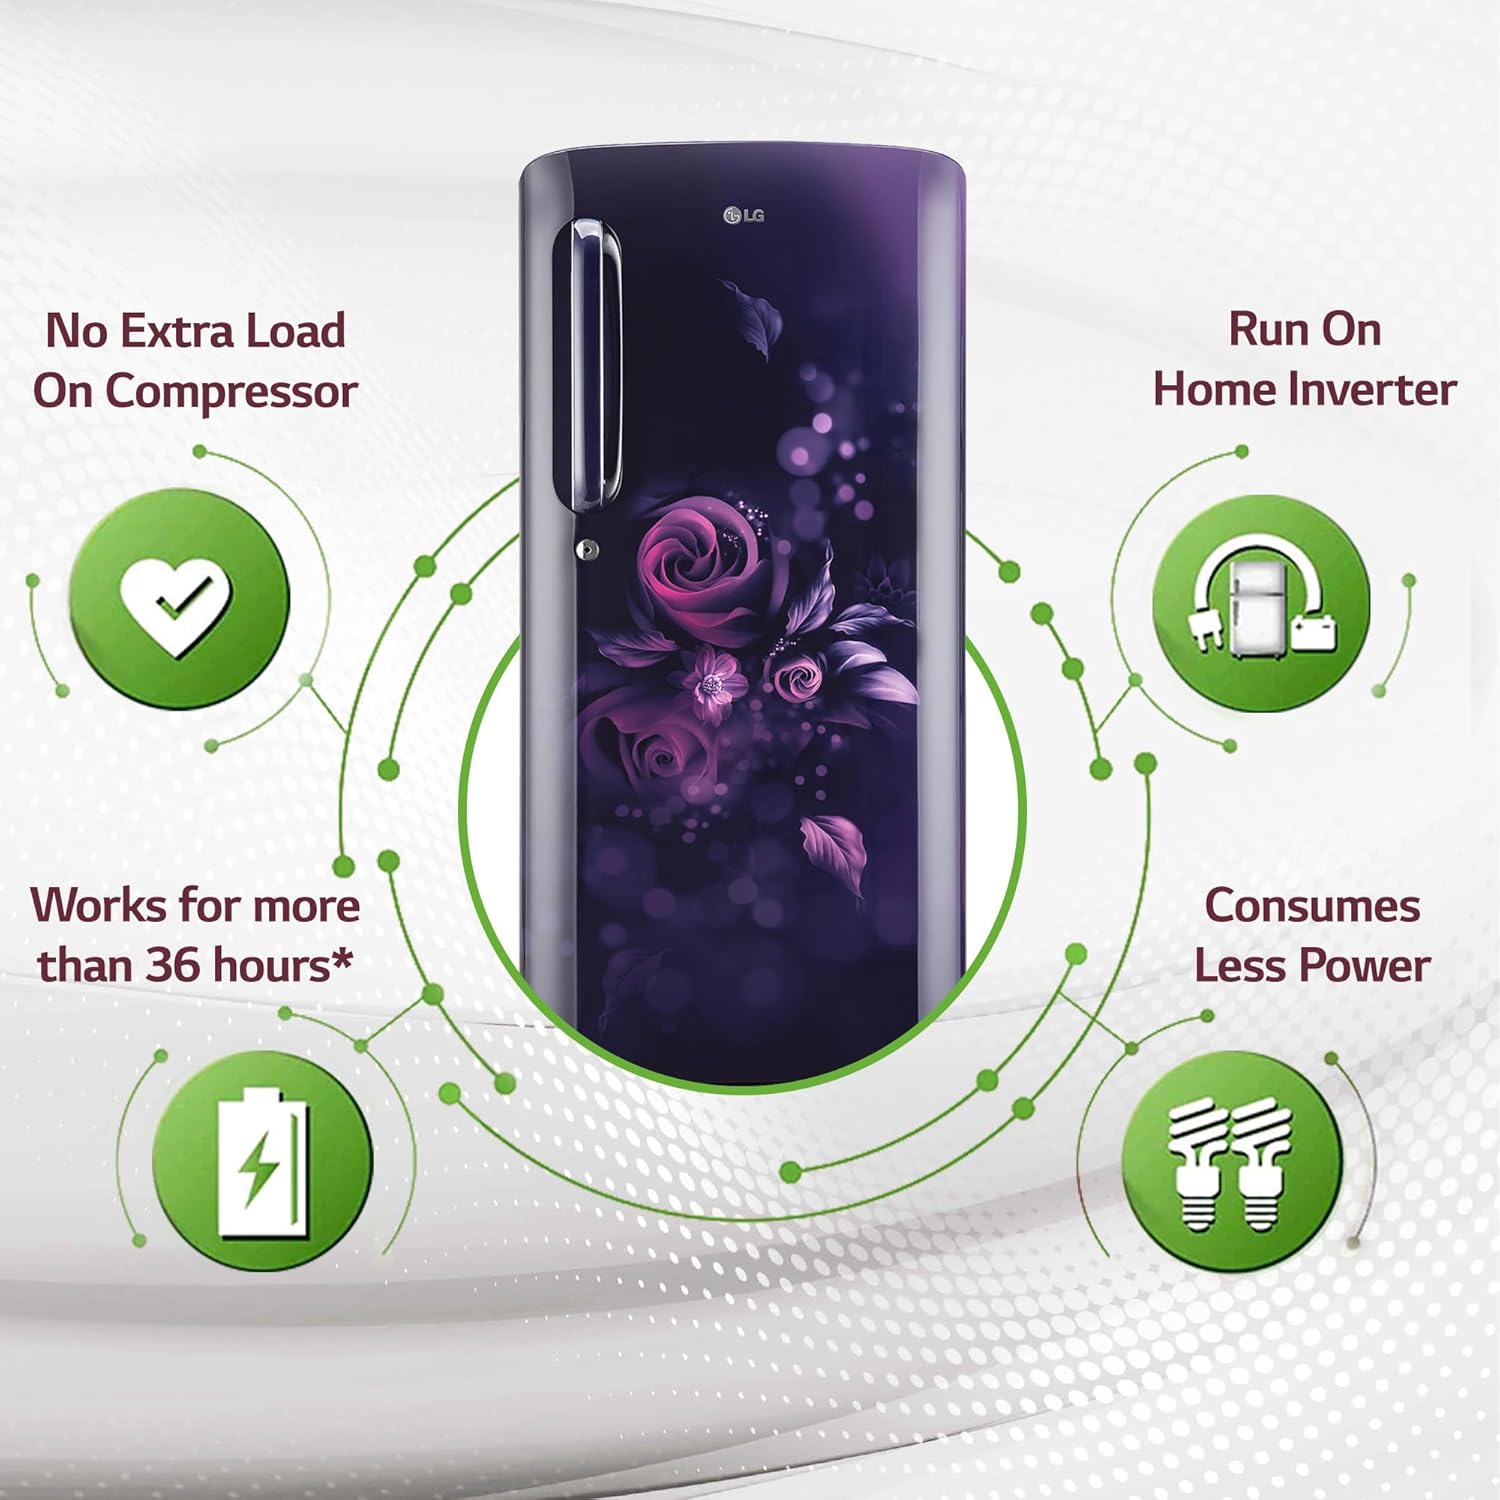 LG
No Extra Load
On Compressor
Run On
Home Inverter
Works for more
than 36 hours*
Consumes
Less Power